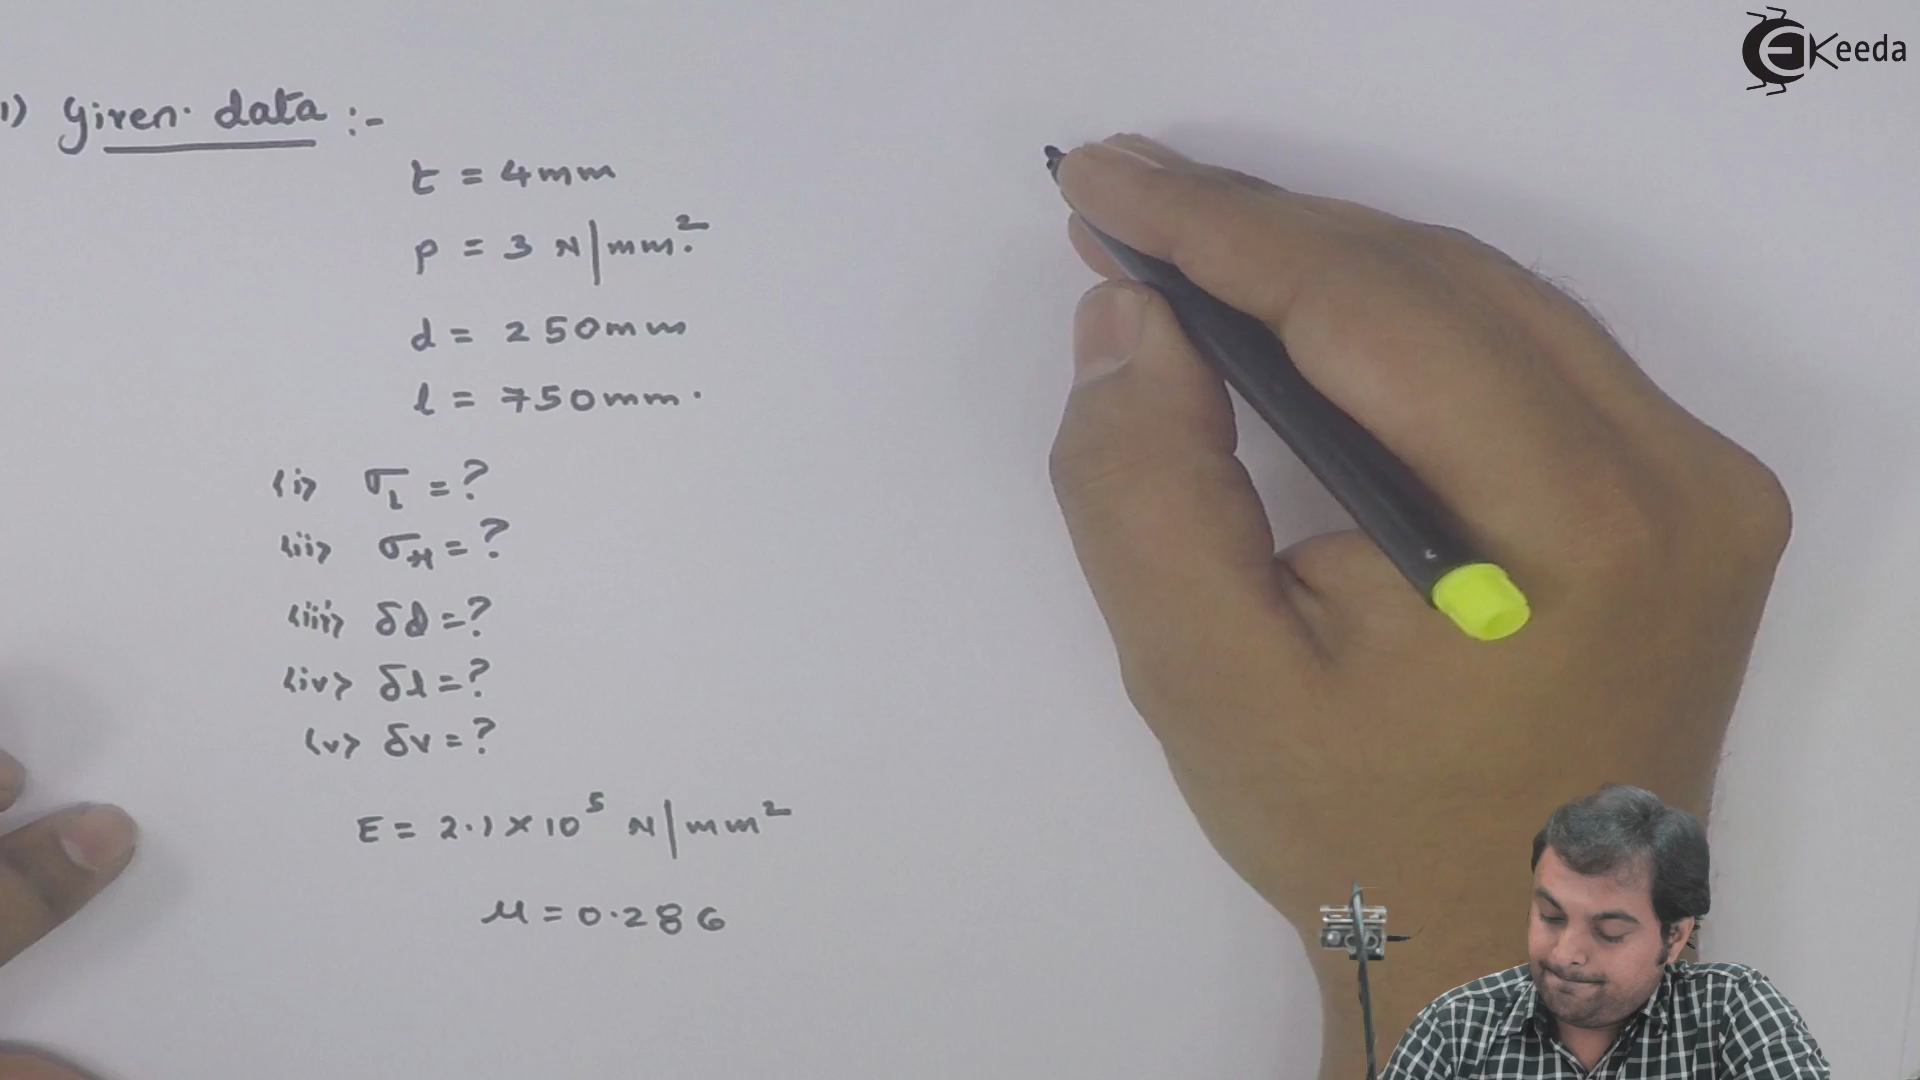 1) Given data :-
t = 4mm
p = 3 N/mm²
d = 250mm
l = 750mm.
(i) σL = ?
(ii) σH = ?
(iii) δd = ?
(iv) δl = ?
(v) δv = ?
E = 2.1 × 10⁵ N/mm²
μ = 0.286
EKeeda